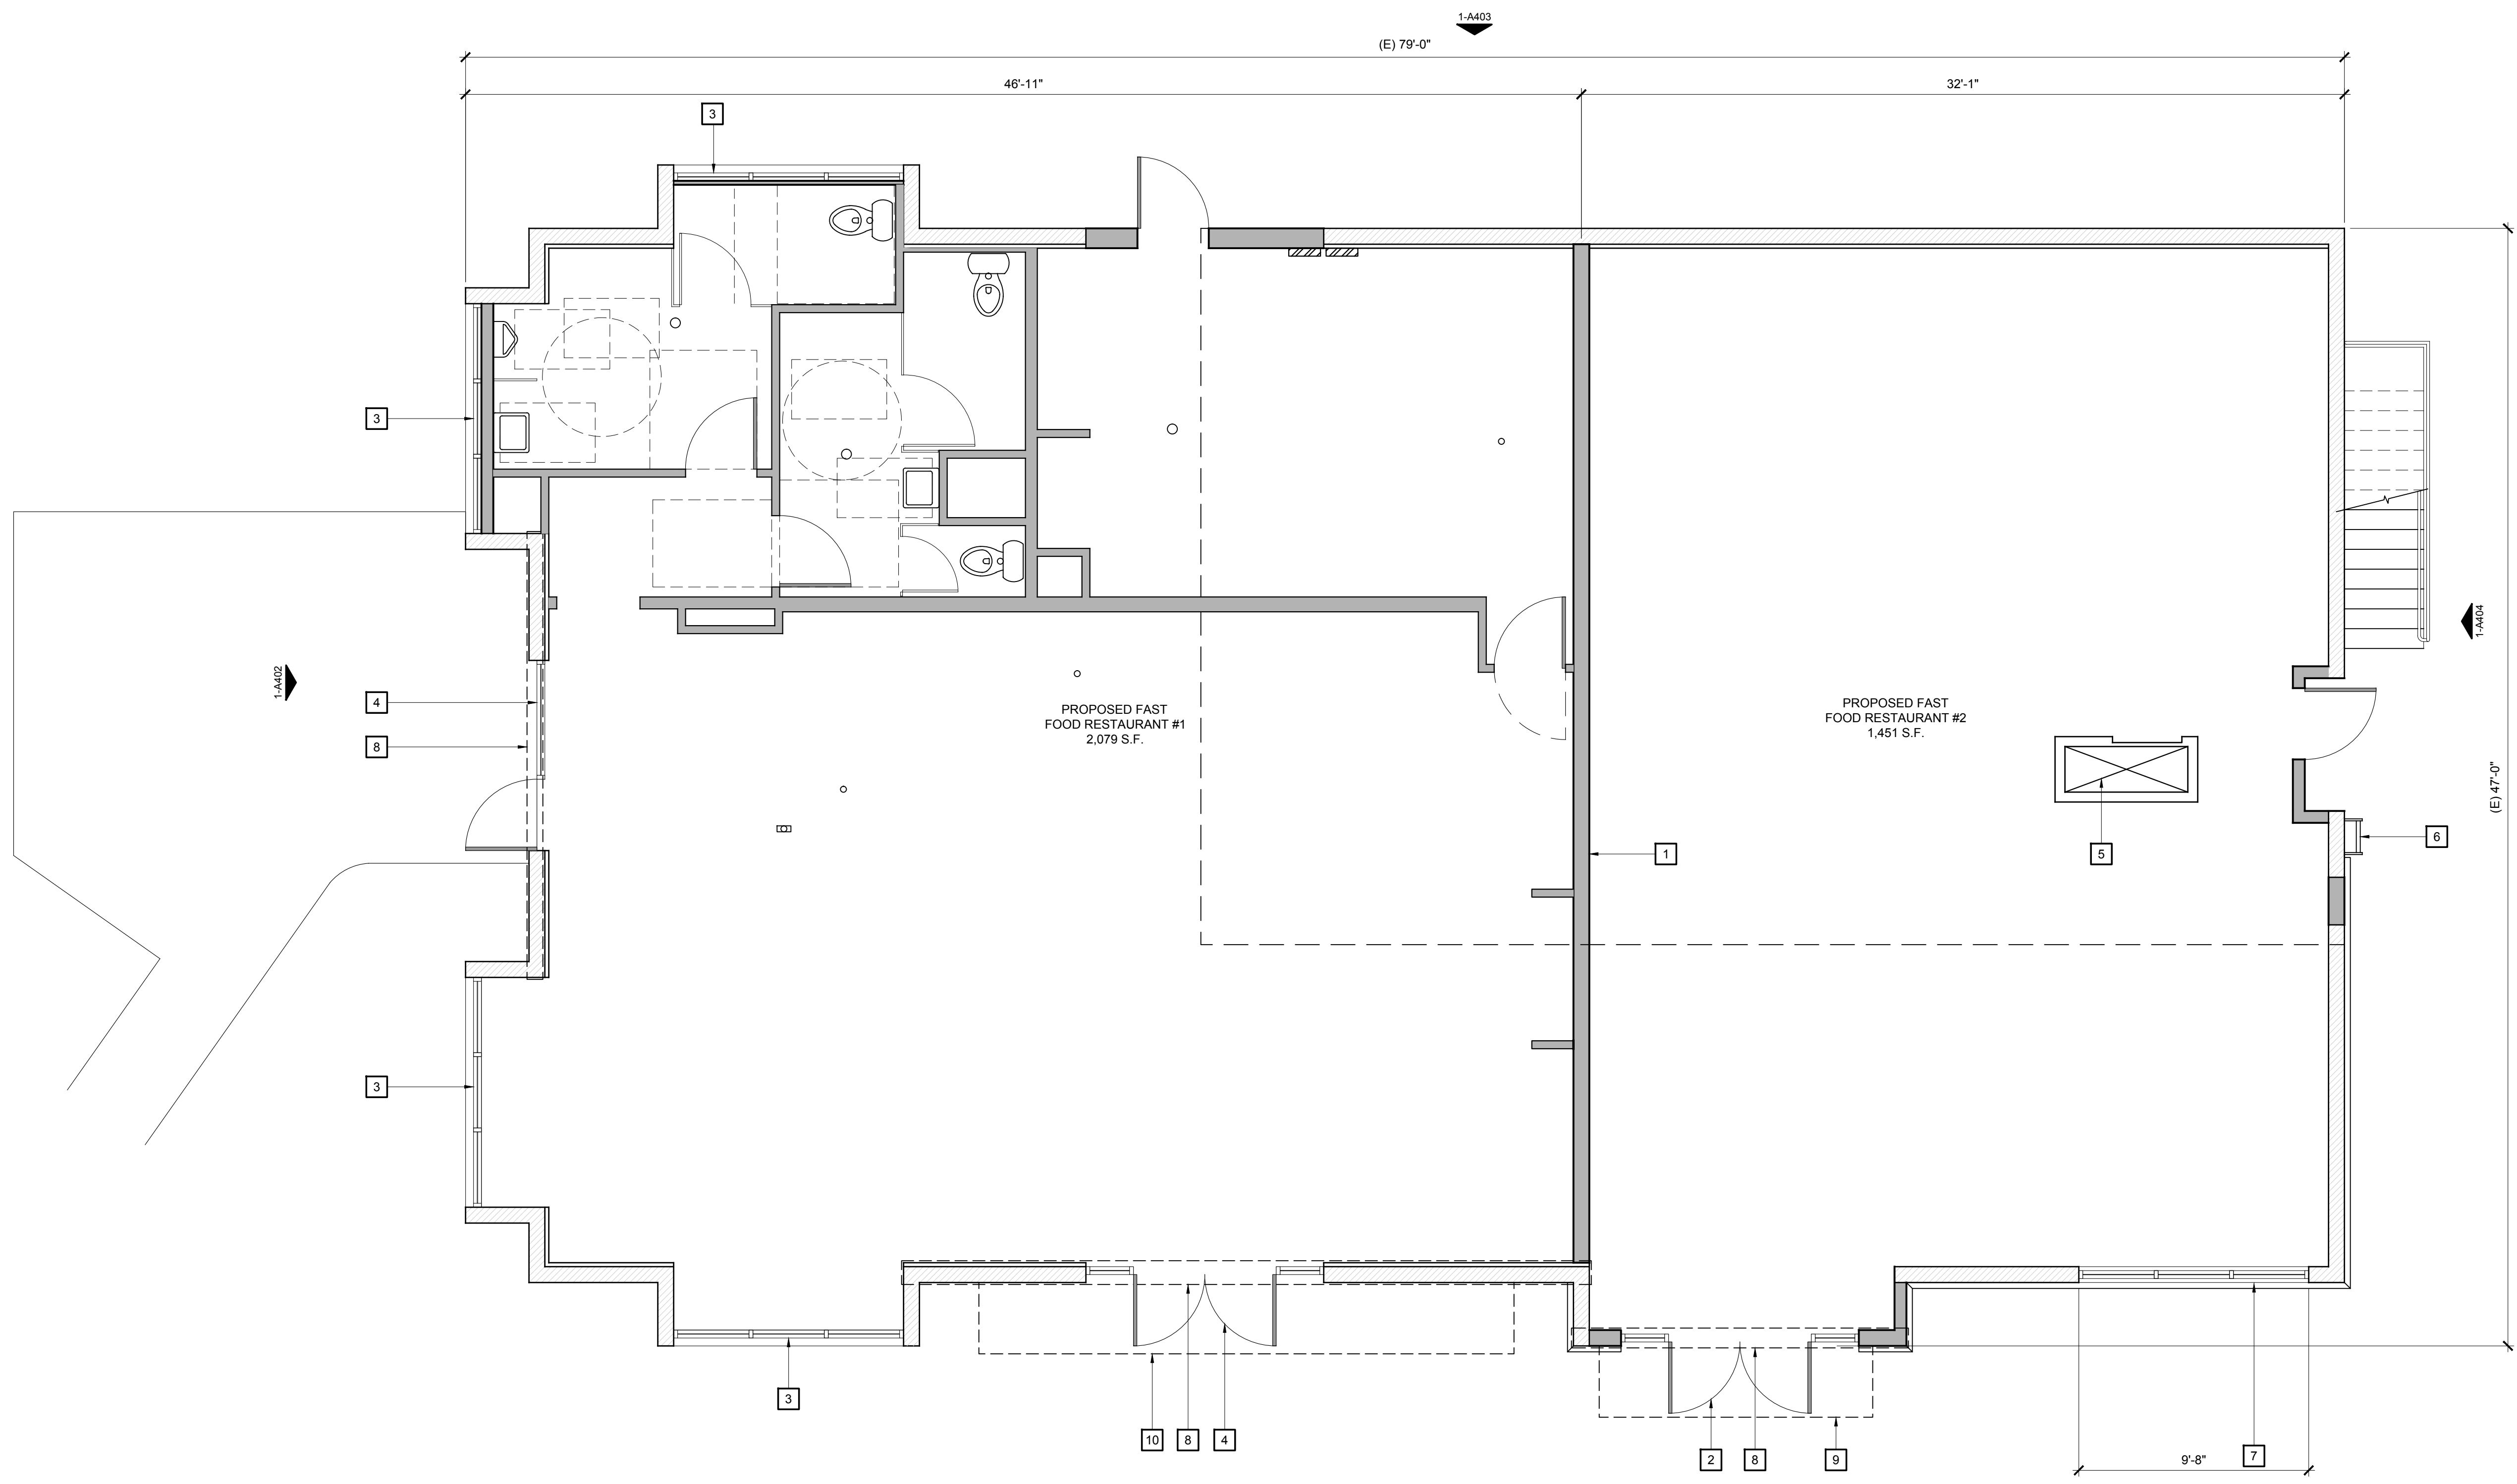 1-A403
(E) 79'-0"
46'-11"
32'-1"
3
3
1-A404
1-A402
4
8
PROPOSED FAST
FOOD RESTAURANT #1
2,079 S.F.
PROPOSED FAST
FOOD RESTAURANT #2
1,451 S.F.
(E) 47'-0"
1
5
6
3
3
10
8
4
2
8
9
7
9'-8"